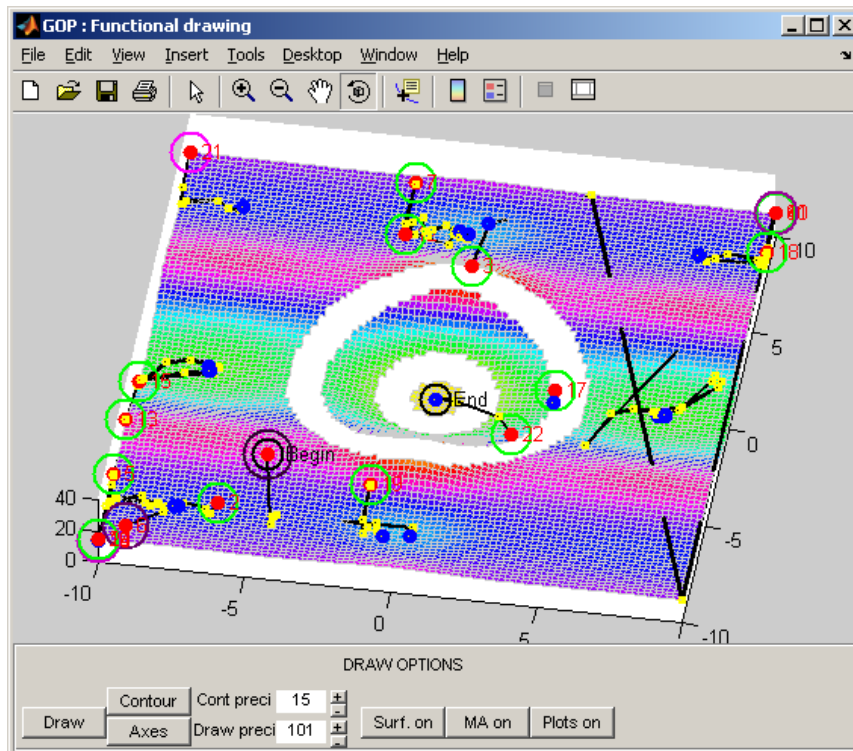 GOP : Functional drawing
File Edit View Insert Tools Desktop Window Help
21
7
3
18
10
5
17
End
22
0
Begin
40
20
0
-5
-10
-5
0
5
-10
DRAW OPTIONS
Contour Cont preci 15 + -
Draw Axes Draw preci 101 + - Surf. on MA on Plots on